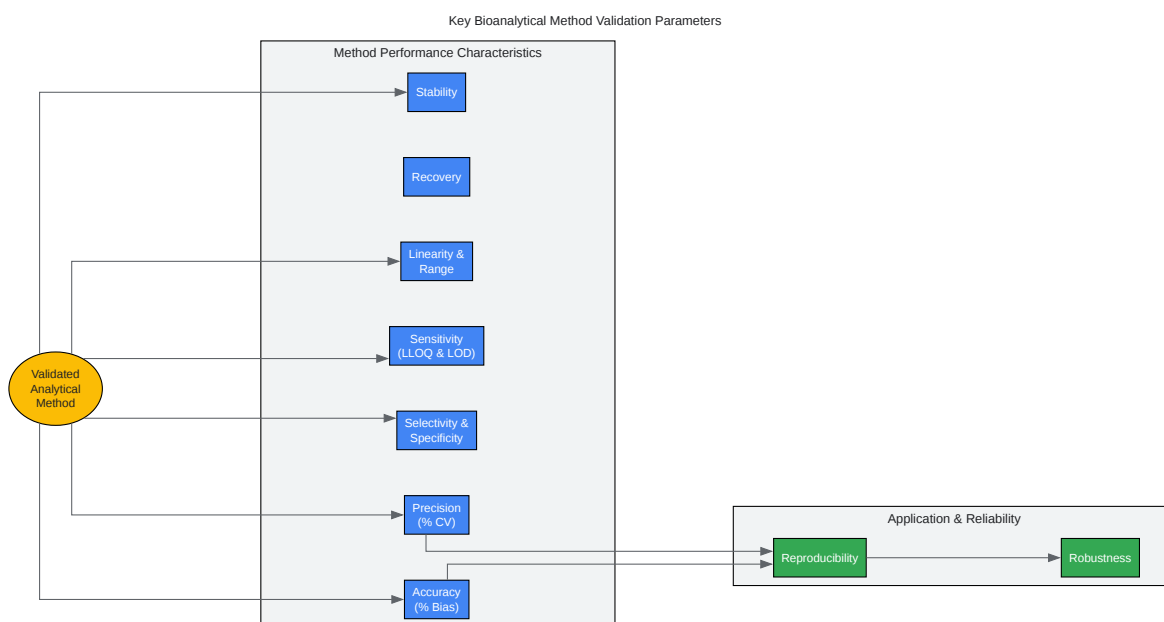 Key Bioanalytical Method Validation Parameters
Method Performance Characteristics
Stability
Recovery
Linearity &
Range
Sensitivity
(LLOQ & LOD)
Validated
Analytical
Method
Selectivity &
Specificity
Precision
(% CV)
Application & Reliability
Reproducibility
Robustness
Accuracy
(% Bias)